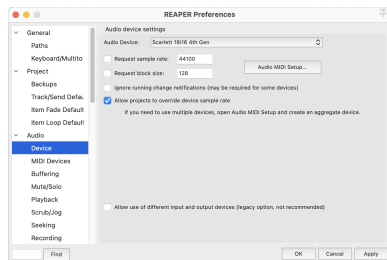 REAPER Preferences
General
Paths
Keyboard/Multito
Project
Backups
Track/Send Defau
Item Fade Default
Item Loop Default
Audio
Device
MIDI Devices
Buffering
Mute/Solo
Playback
Scrub/Jog
Seeking
Recording
Find
Audio device settings
Audio Device: Scarlett 18i16 4th Gen
Request sample rate: 44100
Request block size: 128
Audio MIDI Setup...
Ignore running change notifications (may be required for some devices)
Allow projects to override device sample rate
If you need to use multiple devices, open Audio MIDI Setup and create an aggregate device.
Allow use of different input and output devices (legacy option, not recommended)
OK Cancel Apply